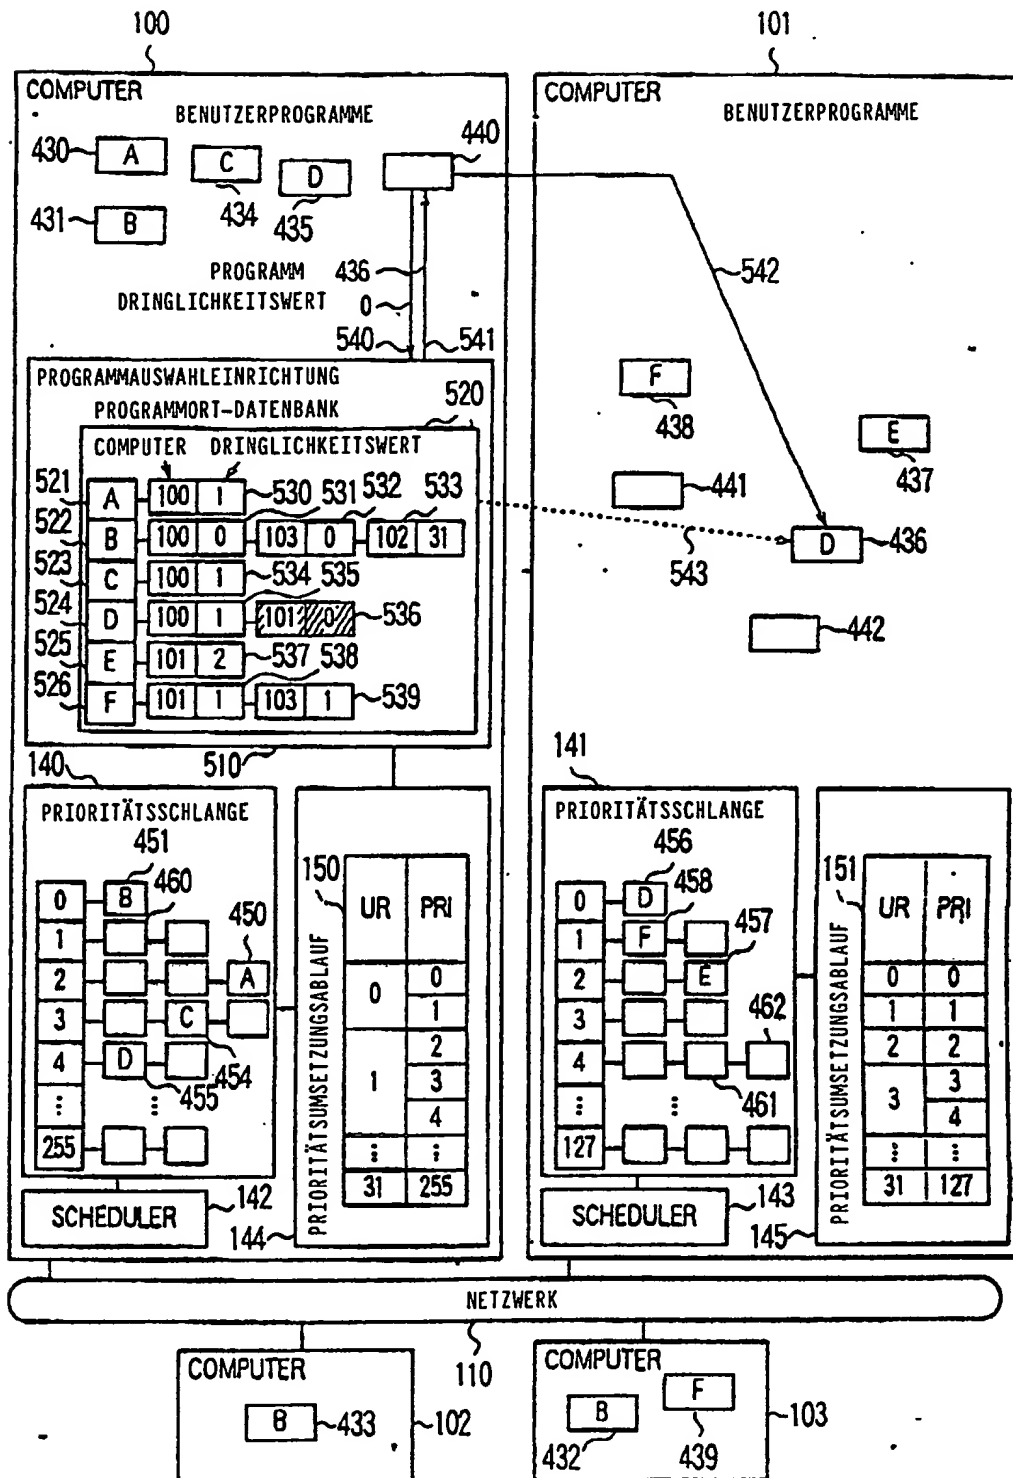 100 101
COMPUTER
BENUTZERPROGRAMME
430 A
C
434
D
435
440
431 B
PROGRAMM 436
DRINGLICHKEITSWERT 0
540 541
PROGRAMMAUSWAHLEINRICHTUNG
PROGRAMMORT-DATENBANK 520
COMPUTER DRINGLICHKEITSWERT
521 A 100 1 530 531 532 533
522 B 100 0 103 0 102 31
523 C 100 1 534 535
524 D 100 1 101 0 536
525 E 101 2 537 538
526 F 101 1 103 1 539
510
140
PRIORITÄTSSCHLANGE
451
460
450
0 B
1
2 A
3 C
4 D
454
455
⋮ ⋮
255
SCHEDULER
142
144
150
UR PRI
0 0
1
1 2
3
4
⋮ ⋮
31 255
PRIORITÄTSUMSETZUNGSABLAUF
COMPUTER
BENUTZERPROGRAMME
542
F
438
E
437
441
D 436
543
442
141
PRIORITÄTSSCHLANGE
456
458
457
0 D
1 F
2 E
3
462
4
461
⋮ ⋮
127
SCHEDULER
143
145
151
UR PRI
0 0
1 1
2 2
3 3
4
⋮ ⋮
31 127
PRIORITÄTSUMSETZUNGSABLAUF
NETZWERK
110
COMPUTER
B 433
102
COMPUTER
B
432
F
439
103